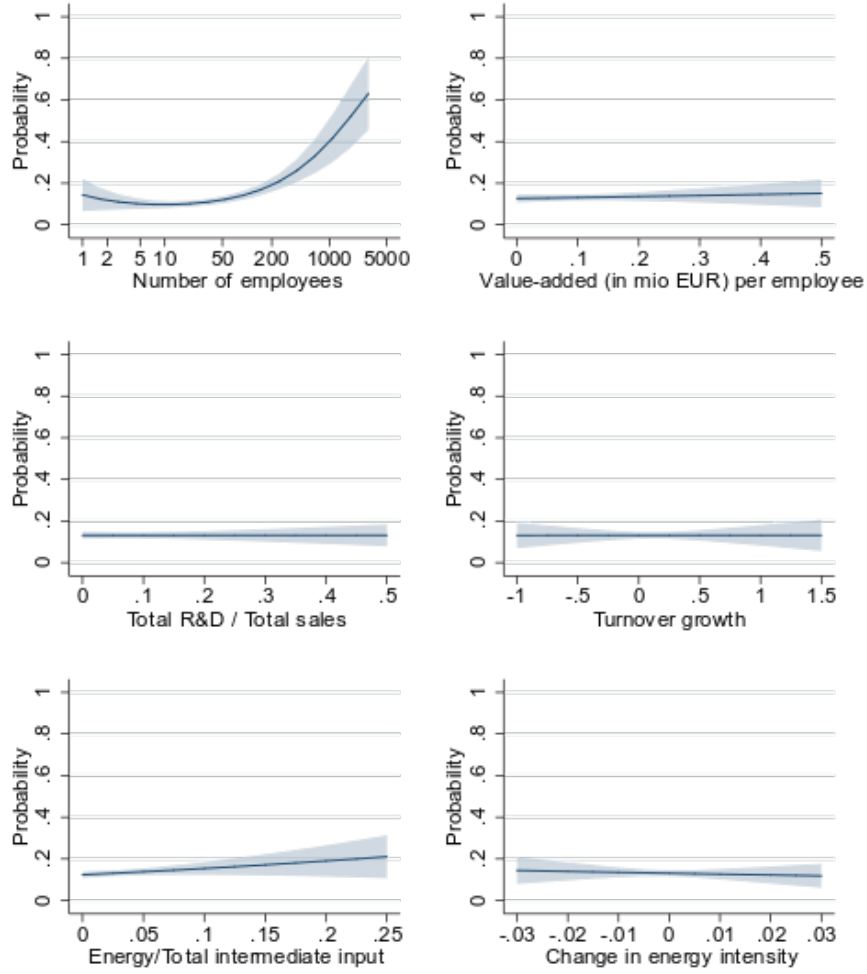 Probability
1
.8
.6
.4
.2
0
1 2 5 10 50 200 1000 5000
Number of employees
Probability
1
.8
.6
.4
.2
0
0 .1 .2 .3 .4 .5
Value-added (in mio EUR) per employee
Probability
1
.8
.6
.4
.2
0
0 .1 .2 .3 .4 .5
Total R&D / Total sales
Probability
1
.8
.6
.4
.2
0
-1 -.5 0 .5 1 1.5
Turnover growth
Probability
1
.8
.6
.4
.2
0
0 .05 .1 .15 .2 .25
Energy/Total intermediate input
Probability
1
.8
.6
.4
.2
0
-.03 -.02 -.01 0 .01 .02 .03
Change in energy intensity